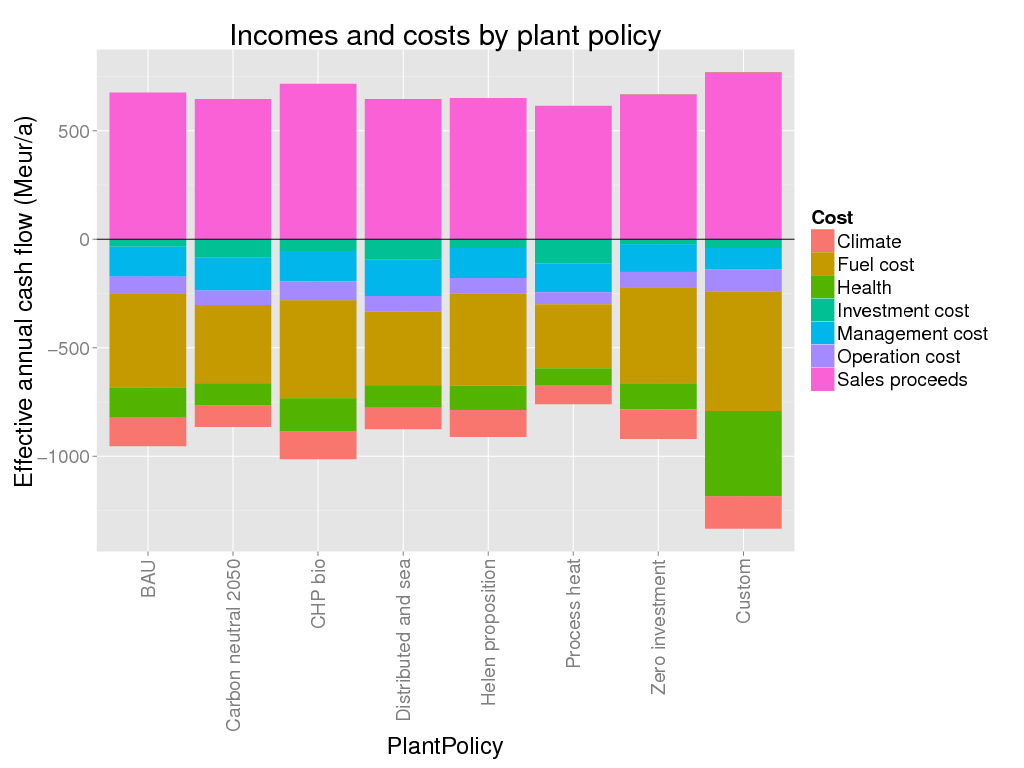 Incomes and costs by plant policy
Effective annual cash flow (Meur/a)
500
0
−500
−1000
BAU
Carbon neutral 2050
CHP bio
Distributed and sea
Helen proposition
Process heat
Zero investment
Custom
PlantPolicy
Cost
Climate
Fuel cost
Health
Investment cost
Management cost
Operation cost
Sales proceeds